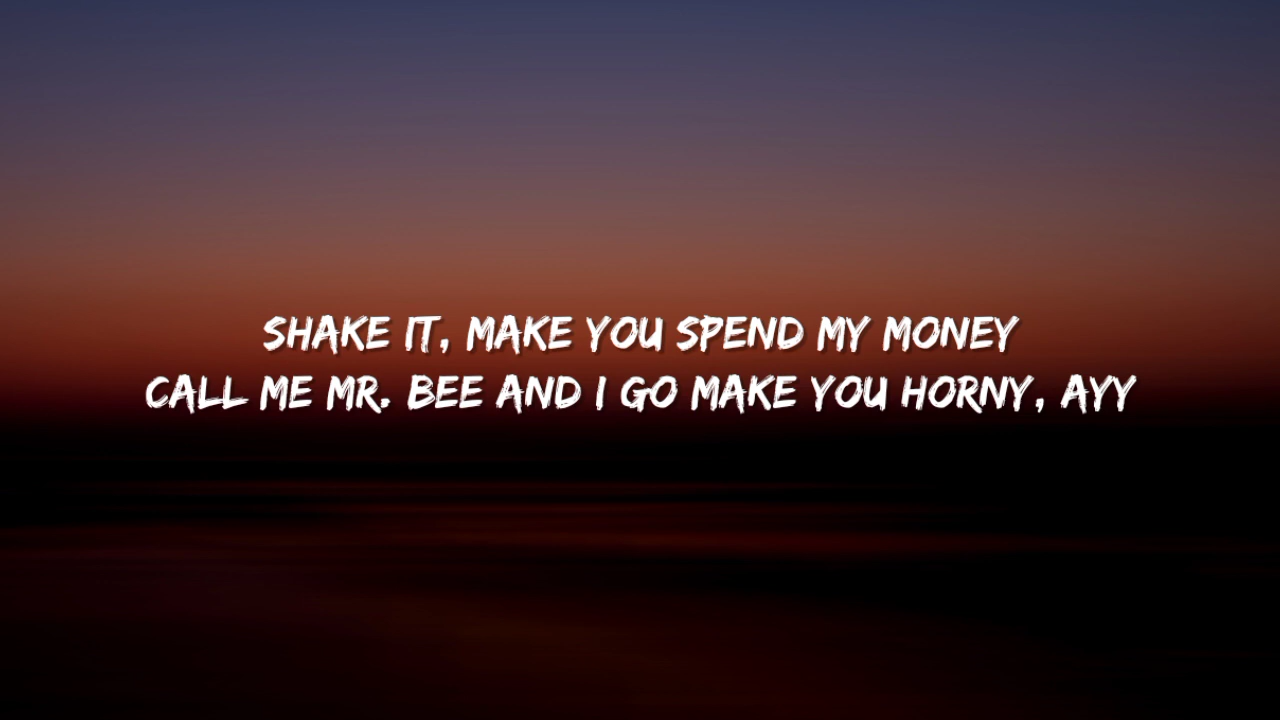 SHAKE IT, MAKE YOU SPEND MY MONEY
CALL ME MR. BEE AND I GO MAKE YOU HORNY, AYY